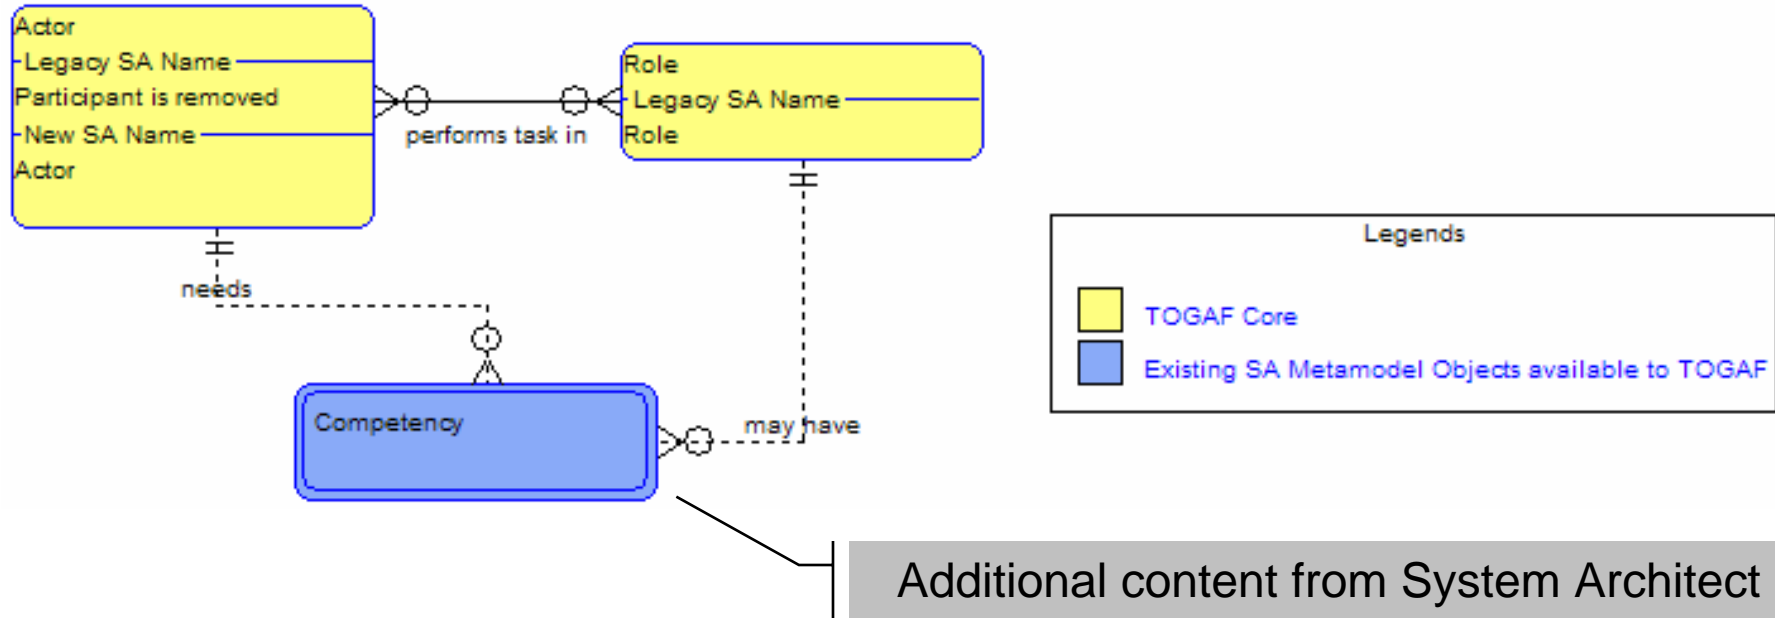 Actor
Legacy SA Name
Participant is removed
New SA Name
Actor
performs task in
Role
Legacy SA Name
Role
needs
may have
Competency
Legends
TOGAF Core
Existing SA Metamodel Objects available to TOGAF
Additional content from System Architect